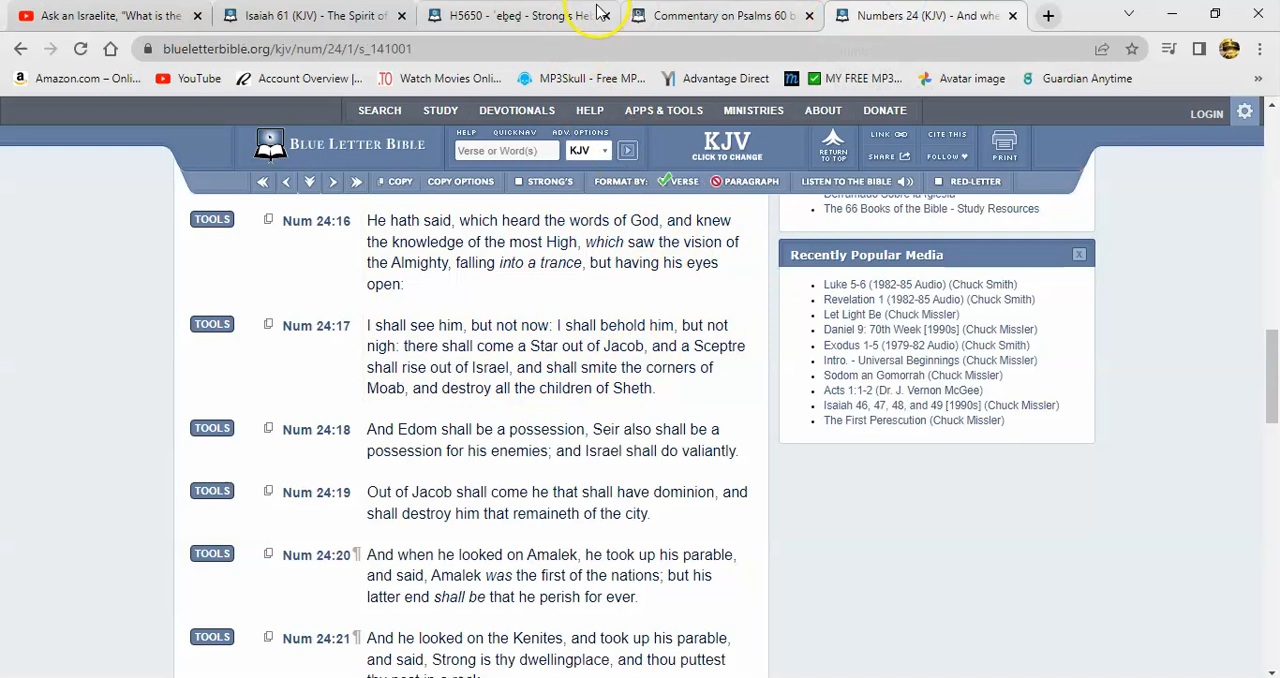 Ask an Israelite, "What is the
Isaiah 61 (KJV) - The Spirit of
H5650 - ʿeḇeḏ - Strong's He
Commentary on Psalms 60 b
Numbers 24 (KJV) - And whe
blueletterbible.org/kjv/num/24/1/s_141001
Amazon.com – Onli...
YouTube
Account Overview |...
TO Watch Movies Onl...
MP3Skull - Free MP...
Advantage Direct
MY FREE MP3...
Avatar image
Guardian Anytime
»
SEARCH STUDY DEVOTIONALS HELP APPS & TOOLS MINISTRIES ABOUT DONATE
LOGIN
BLUE LETTER BIBLE
HELP QUICKNAV ADV. OPTIONS
Verse or Word(s)
KJV
KJV
CLICK TO CHANGE
RETURN
TO TOP
LINK
SHARE
CITE THIS
FOLLOW
PRINT
COPY COPY OPTIONS STRONG'S FORMAT BY: VERSE PARAGRAPH LISTEN TO THE BIBLE RED-LETTER
TOOLS
Num 24:16
He hath said, which heard the words of God, and knew
the knowledge of the most High, which saw the vision of
the Almighty, falling into a trance, but having his eyes
open:
TOOLS
Num 24:17
I shall see him, but not now: I shall behold him, but not
nigh: there shall come a Star out of Jacob, and a Sceptre
shall rise out of Israel, and shall smite the corners of
Moab, and destroy all the children of Sheth.
TOOLS
Num 24:18
And Edom shall be a possession, Seir also shall be a
possession for his enemies; and Israel shall do valiantly.
TOOLS
Num 24:19
Out of Jacob shall come he that shall have dominion, and
shall destroy him that remaineth of the city.
TOOLS
Num 24:20¶
And when he looked on Amalek, he took up his parable,
and said, Amalek was the first of the nations; but his
latter end shall be that he perish for ever.
TOOLS
Num 24:21¶
And he looked on the Kenites, and took up his parable,
and said, Strong is thy dwellingplace, and thou puttest
thy nest in a rock.
Derramado Sobre la Iglesia
The 66 Books of the Bible - Study Resources
Recently Popular Media
X
Luke 5-6 (1982-85 Audio) (Chuck Smith)
Revelation 1 (1982-85 Audio) (Chuck Smith)
Let Light Be (Chuck Missler)
Daniel 9: 70th Week [1990s] (Chuck Missler)
Exodus 1-5 (1979-82 Audio) (Chuck Smith)
Intro. - Universal Beginnings (Chuck Missler)
Sodom an Gomorrah (Chuck Missler)
Acts 1:1-2 (Dr. J. Vernon McGee)
Isaiah 46, 47, 48, and 49 [1990s] (Chuck Missler)
The First Perescution (Chuck Missler)